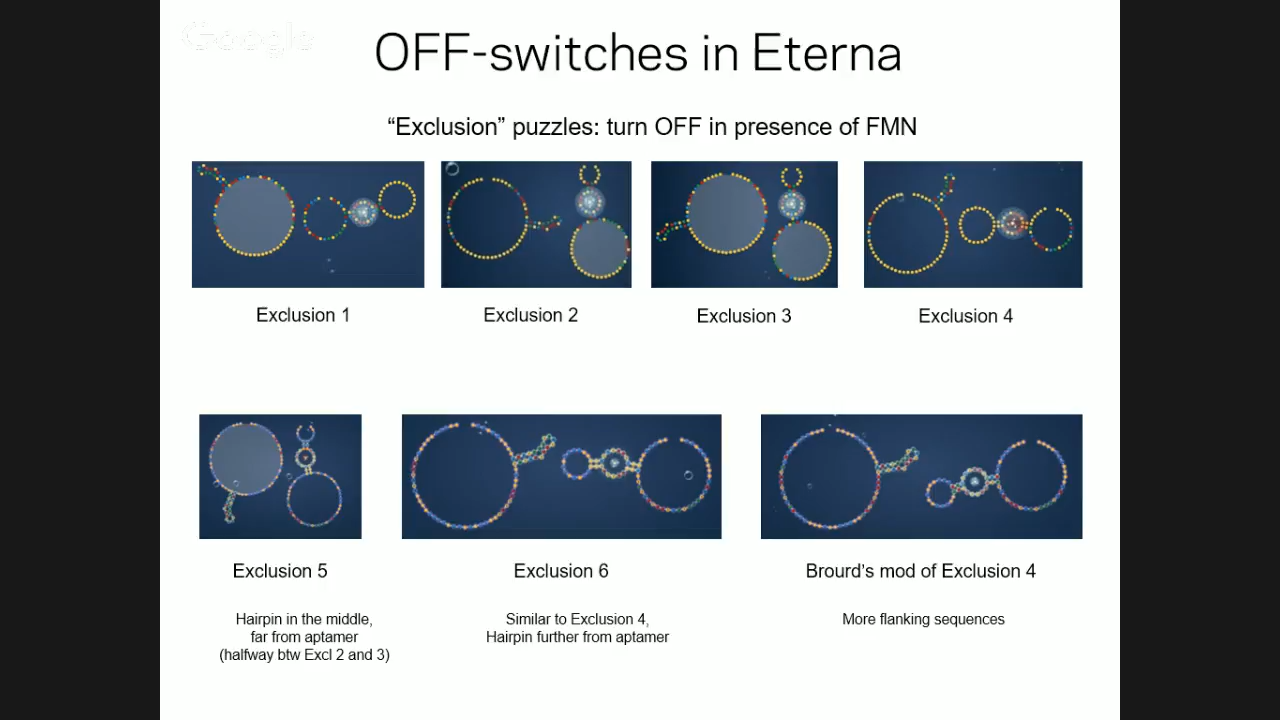 Google
OFF-switches in Eterna
“Exclusion” puzzles: turn OFF in presence of FMN
Exclusion 1
Exclusion 2
Exclusion 3
Exclusion 4
Exclusion 5
Exclusion 6
Brourd’s mod of Exclusion 4
Hairpin in the middle,
far from aptamer
(halfway btw Excl 2 and 3)
Similar to Exclusion 4,
Hairpin further from aptamer
More flanking sequences